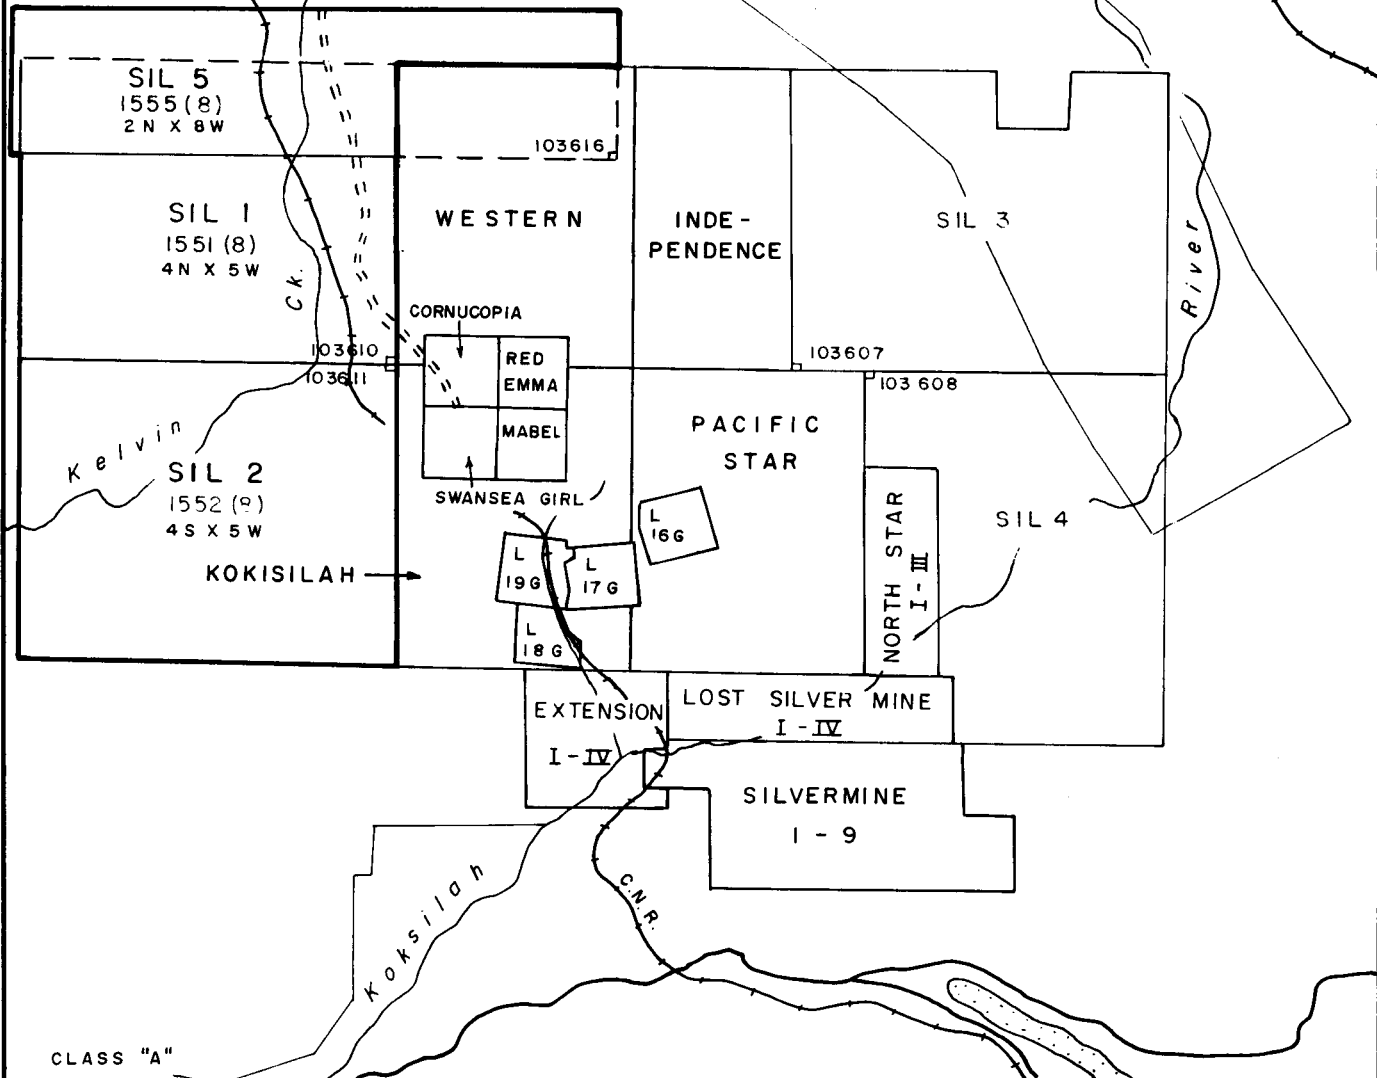 SIL 5
1555 (8)
2N X 8W
103616
SIL 1
1551 (8)
4N X 5W
Ck.
WESTERN
INDE-
PENDENCE
SIL 3
River
CORNUCOPIA
103610
103611
RED
EMMA
MABEL
103607
103608
Kelvin
SIL 2
1552 (8)
4S X 5W
SWANSEA GIRL
PACIFIC
STAR
L
16G
L
19G
L
17G
L
18G
KOKISILAH
NORTH STAR
I-III
SIL 4
EXTENSION
I-IV
LOST SILVER MINE
I-IV
SILVERMINE
1 - 9
C.N.R.
Koksilah
CLASS "A"